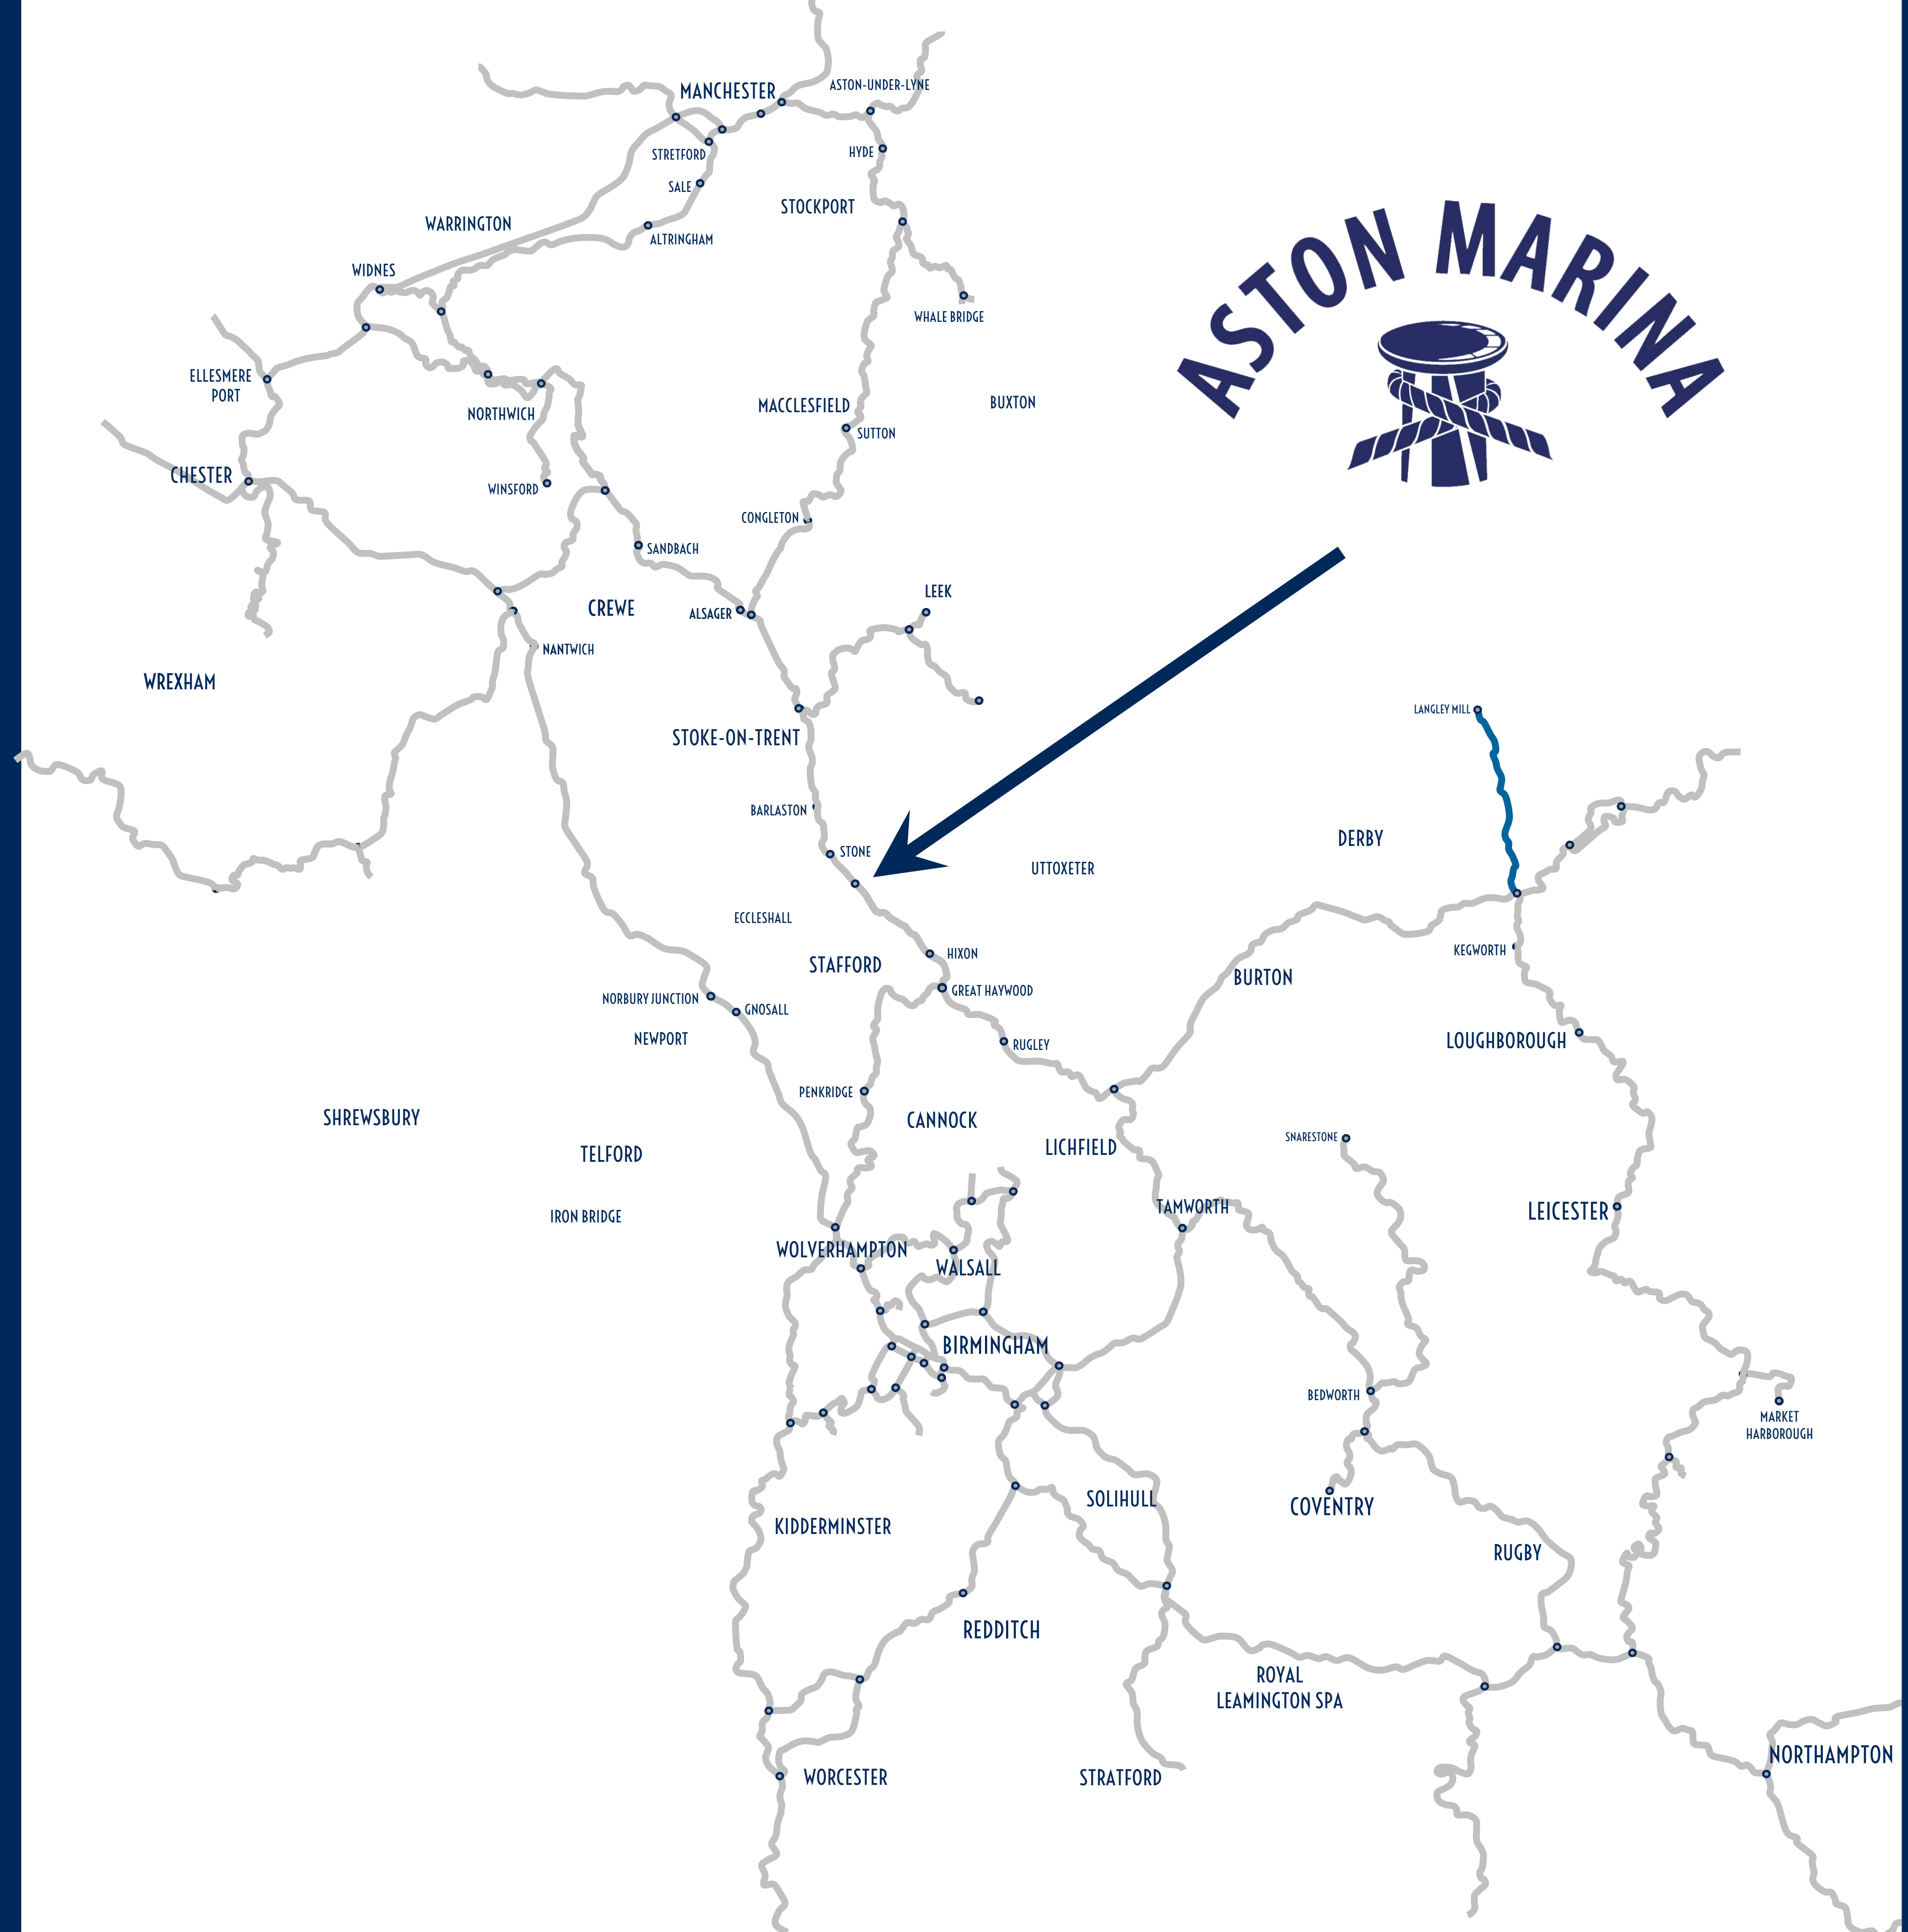 MANCHESTER
ASTON-UNDER-LYNE
STRETFORD
HYDE
SALE
STOCKPORT
WARRINGTON
ALTRINGHAM
WIDNES
WHALE BRIDGE
ASTON MARINA
ELLESMERE
PORT
NORTHWICH
MACCLESFIELD
BUXTON
SUTTON
CHESTER
WINSFORD
CONGLETON
SANDBACH
LEEK
CREWE
ALSAGER
NANTWICH
WREXHAM
LANGLEY MILL
STOKE-ON-TRENT
BARLASTON
DERBY
STONE
UTTOXETER
ECCLESHALL
HIXON
KEGWORTH
STAFFORD
BURTON
GREAT HAYWOOD
NORBURY JUNCTION
GNOSALL
NEWPORT
RUGLEY
LOUGHBOROUGH
PENKRIDGE
SHREWSBURY
CANNOCK
SNARESTONE
LICHFIELD
TELFORD
TAMWORTH
LEICESTER
IRON BRIDGE
WOLVERHAMPTON
WALSALL
BIRMINGHAM
BEDWORTH
MARKET
HARBOROUGH
SOLIHULL
COVENTRY
KIDDERMINSTER
RUGBY
REDDITCH
ROYAL
LEAMINGTON SPA
NORTHAMPTON
WORCESTER
STRATFORD